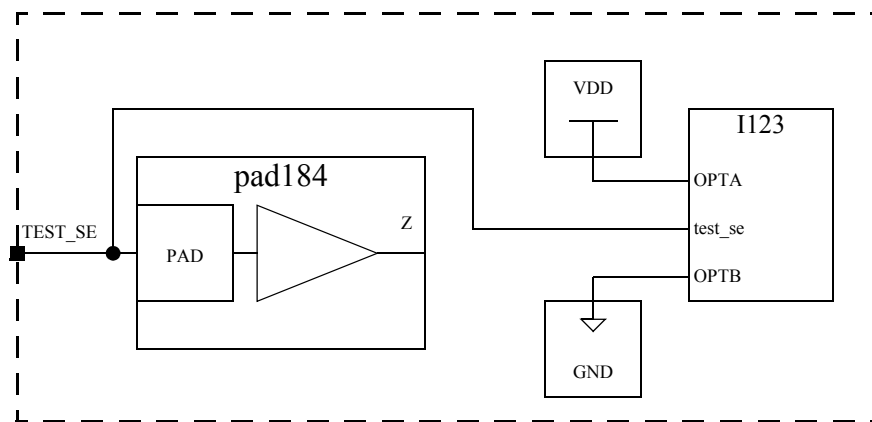 VDD
I123
pad184
OPTA
TEST_SE
Z
test_se
PAD
OPTB
GND